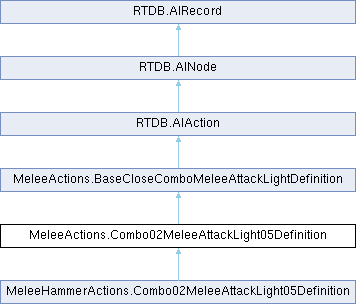 RTDB.AIRecord
RTDB.AINode
RTDB.AIAction
MeleeActions.BaseCloseComboMeleeAttackLightDefinition
MeleeActions.Combo02MeleeAttackLight05Definition
MeleeHammerActions.Combo02MeleeAttackLight05Definition